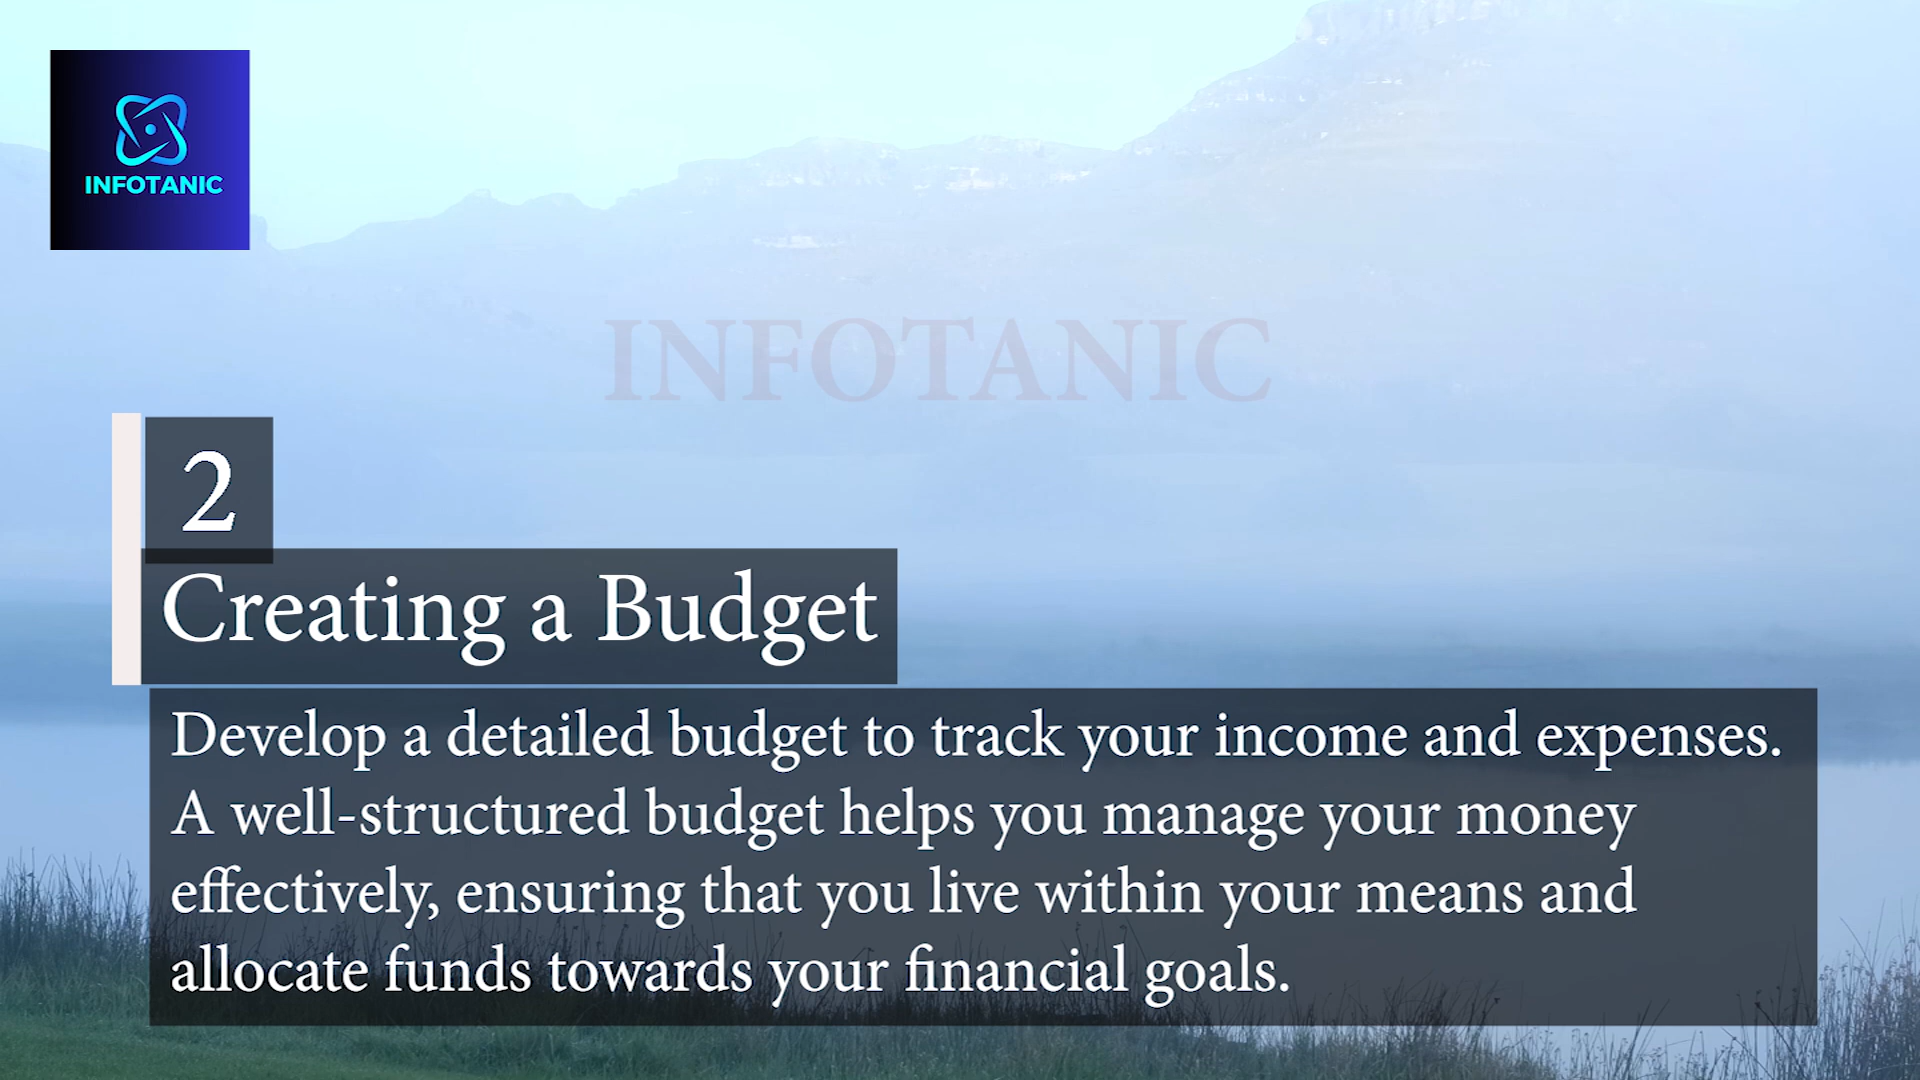 INFOTANIC
INFOTANIC
2
Creating a Budget
Develop a detailed budget to track your income and expenses.
A well-structured budget helps you manage your money
effectively, ensuring that you live within your means and
allocate funds towards your financial goals.